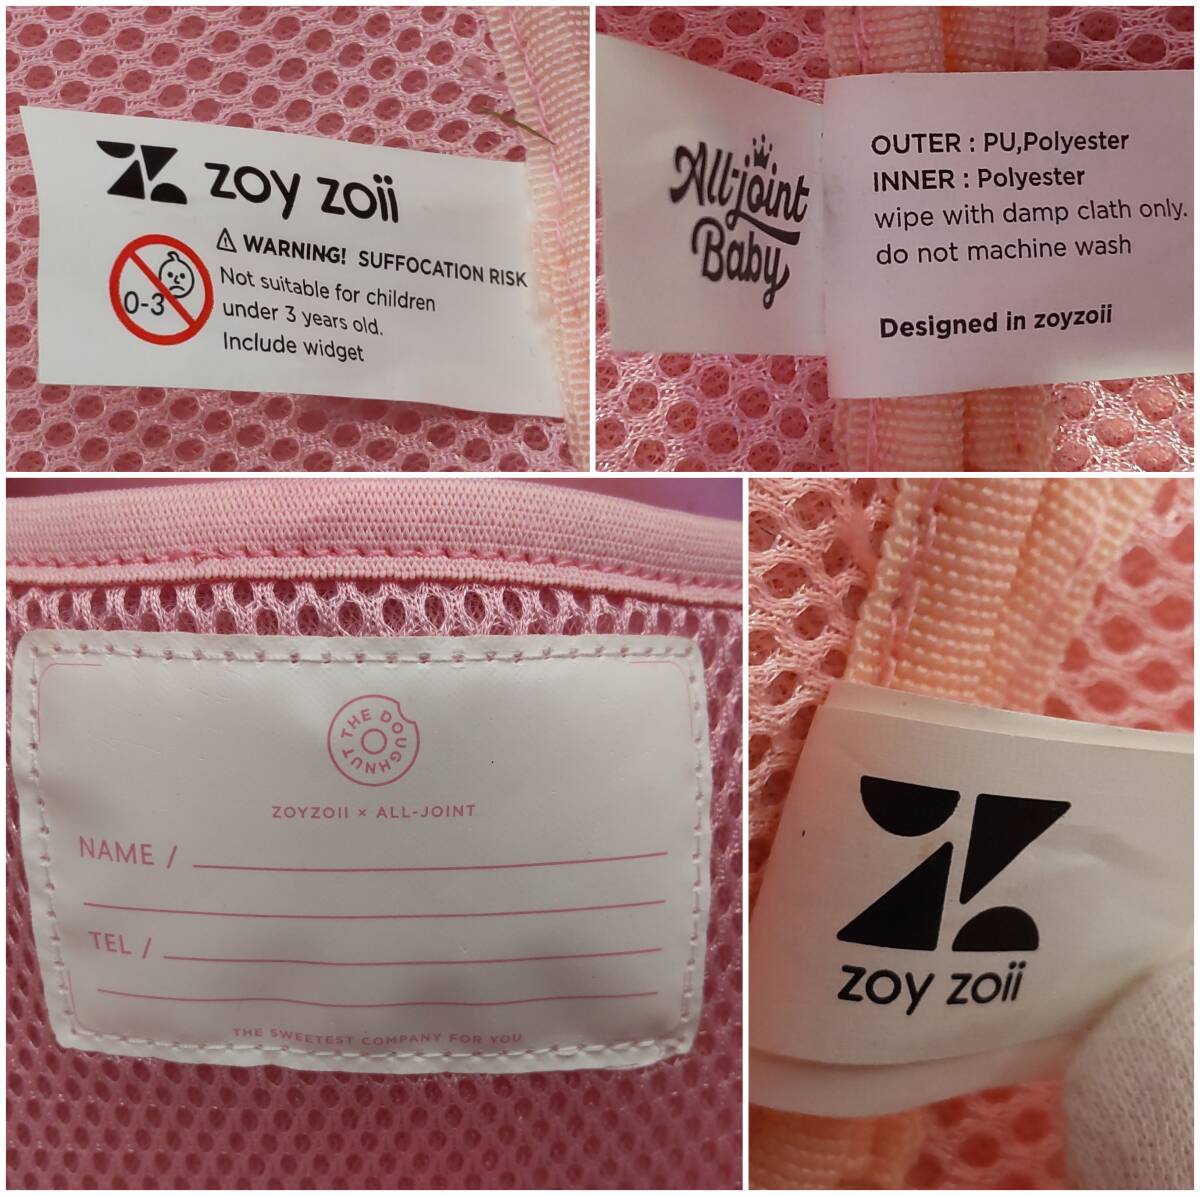 zoy zoii
WARNING! SUFFOCATION RISK
0-3
Not suitable for children
under 3 years old.
Include widget
All-joint
Baby
OUTER : PU,Polyester
INNER : Polyester
wipe with damp clath only.
do not machine wash
Designed in zoyzoii
THE DOUGHNUT
ZOYZOII × ALL-JOINT
NAME /
TEL /
THE SWEETEST COMPANY FOR YOU
zoy zoii